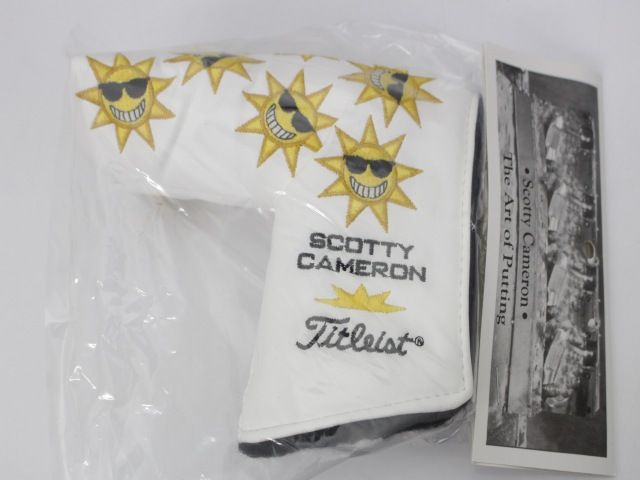 SCOTTY
CAMERON
Titleist®
• Scotty Cameron •
The Art of Putting